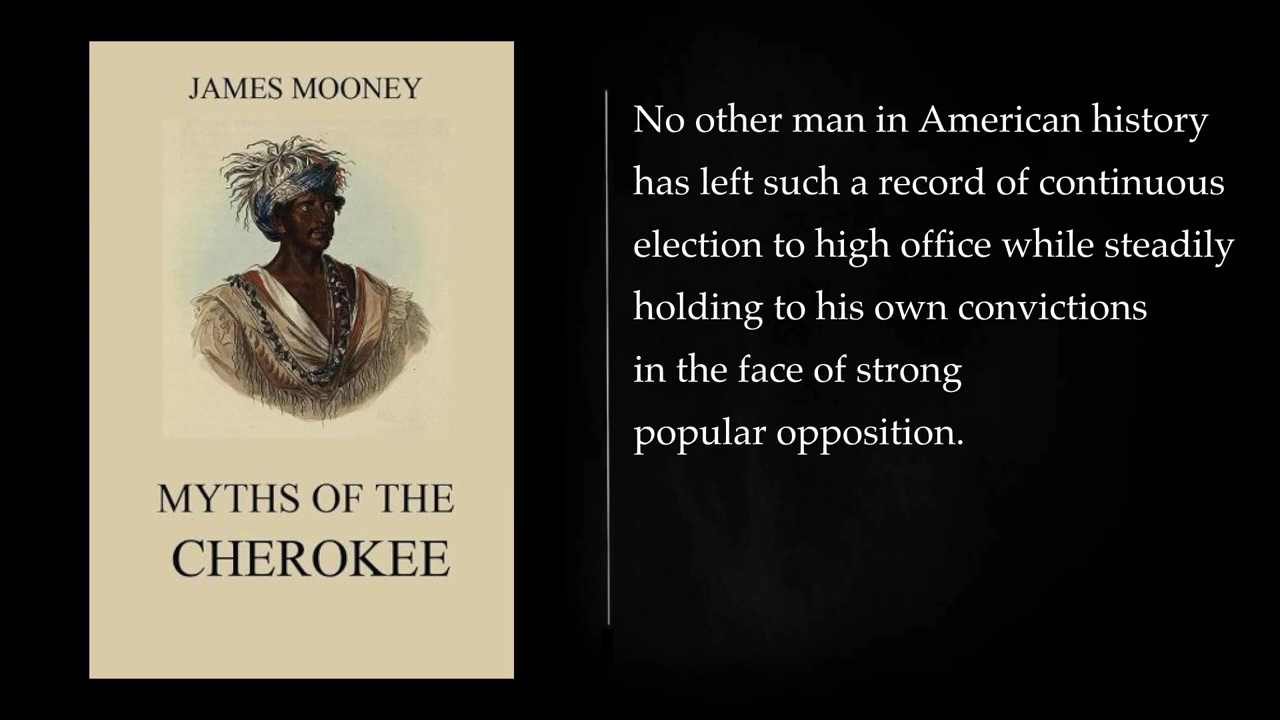 JAMES MOONEY
MYTHS OF THE
CHEROKEE
No other man in American history
has left such a record of continuous
election to high office while steadily
holding to his own convictions
in the face of strong
popular opposition.